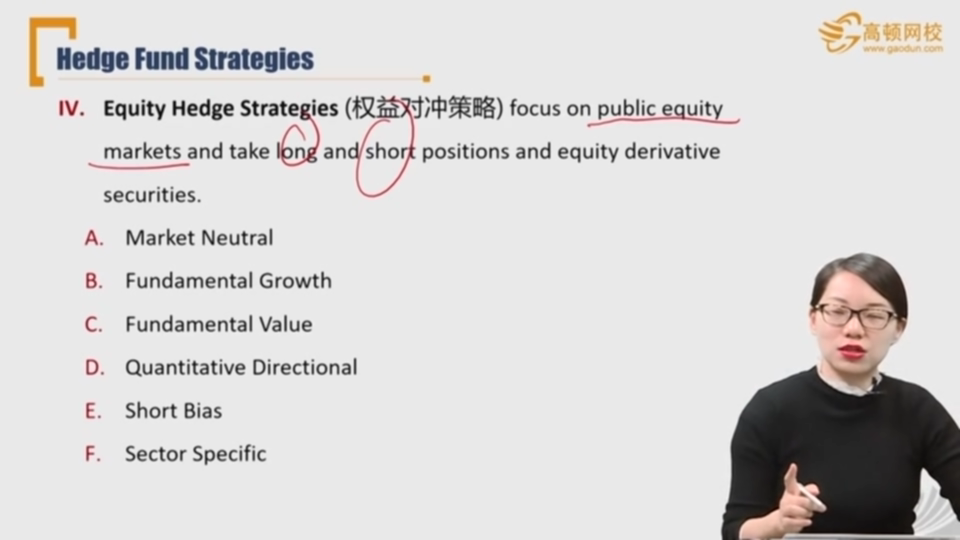 Hedge Fund Strategies
高顿网校
www.gaodun.com
IV. Equity Hedge Strategies (权益对冲策略) focus on public equity
markets and take long and short positions and equity derivative
securities.
A. Market Neutral
B. Fundamental Growth
C. Fundamental Value
D. Quantitative Directional
E. Short Bias
F. Sector Specific